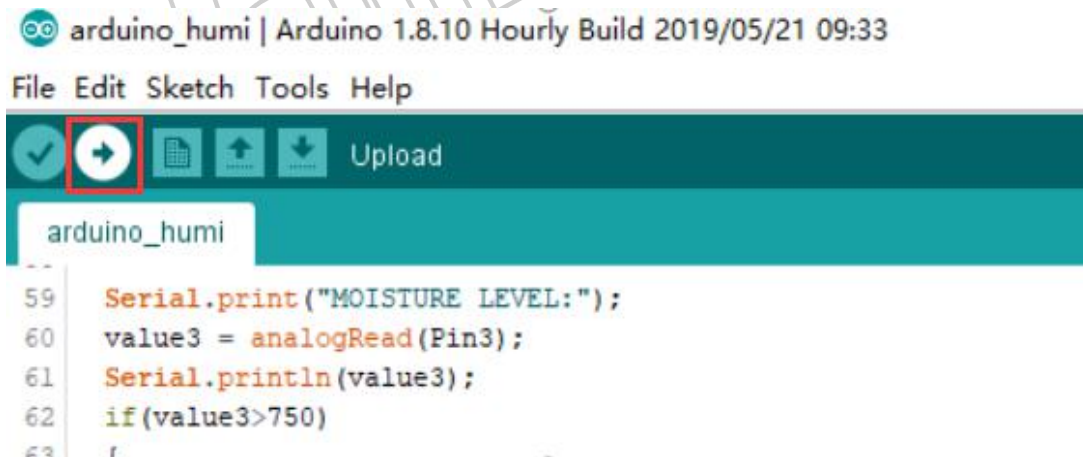 arduino_humi | Arduino 1.8.10 Hourly Build 2019/05/21 09:33
File Edit Sketch Tools Help
Upload
arduino_humi
59 Serial.print("MOISTURE LEVEL:");
60 value3 = analogRead(Pin3);
61 Serial.println(value3);
62 if(value3>750)
63 {